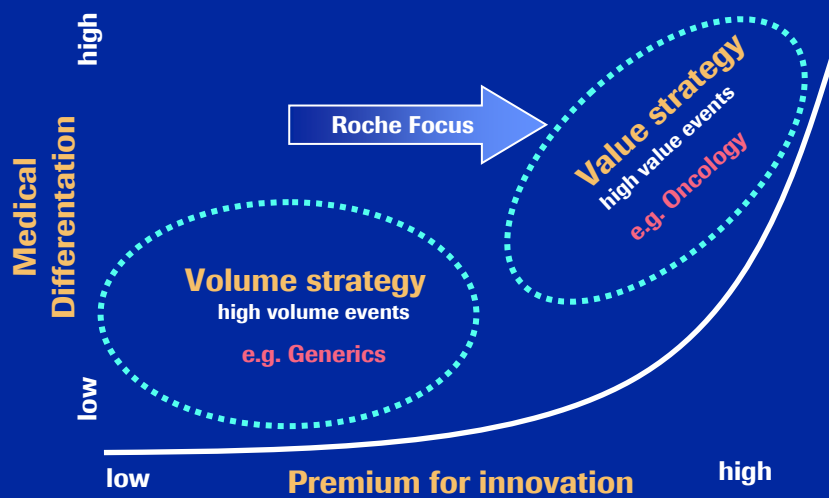 high
Medical
Differentation
low
Roche Focus
Value strategy
high value events
e.g. Oncology
Volume strategy
high volume events
e.g. Generics
low
Premium for innovation
high